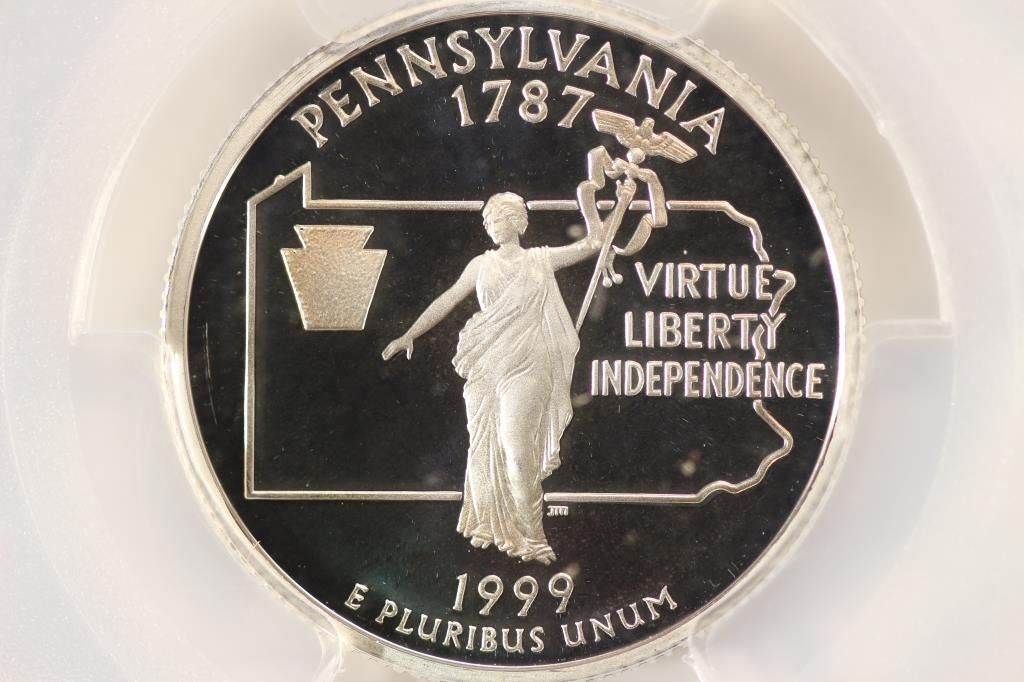 PENNSYLVANIA
1787
VIRTUE
LIBERTY
INDEPENDENCE
JM
1999
E PLURIBUS UNUM